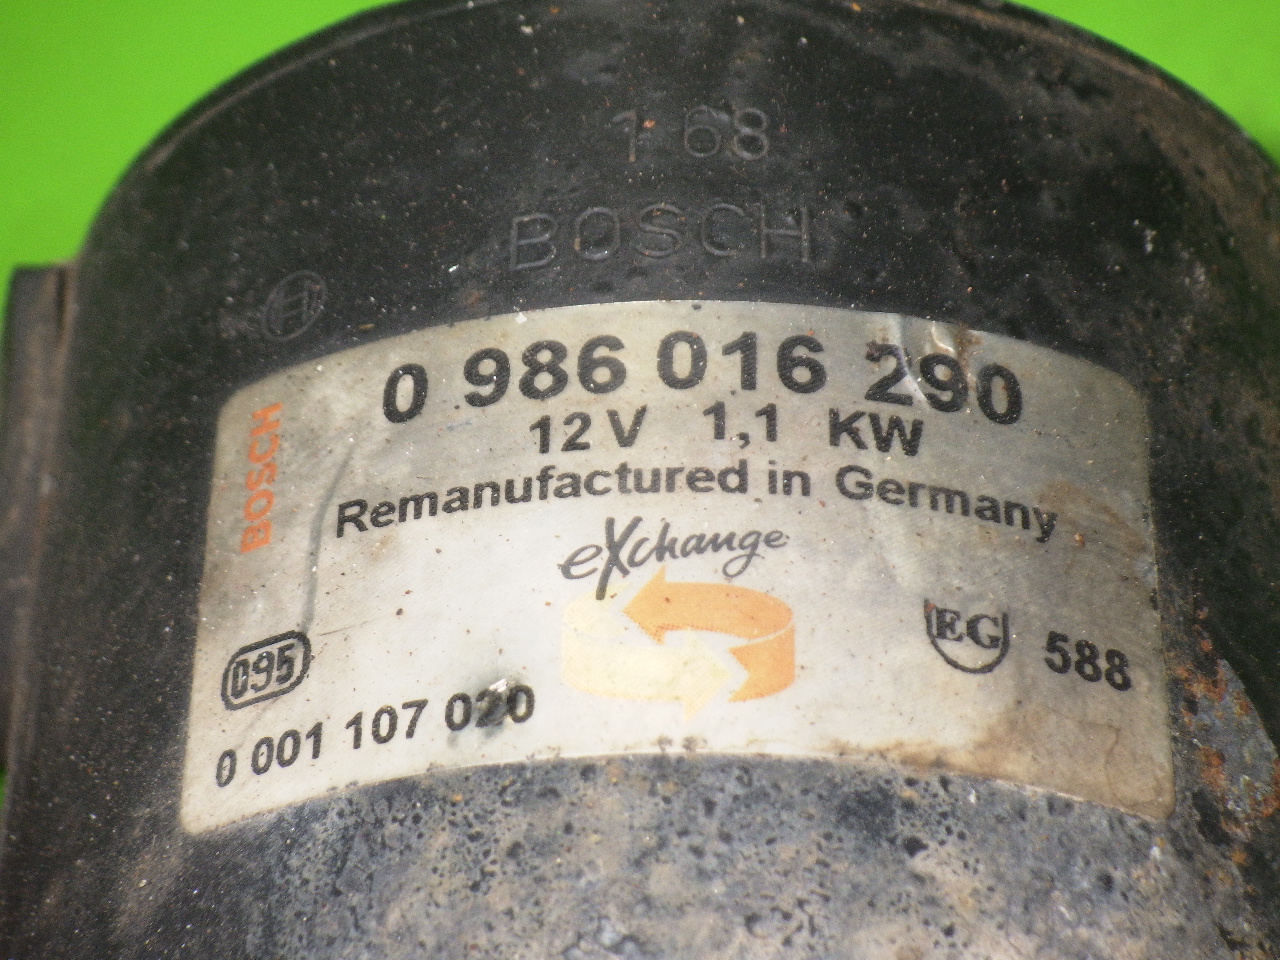 1 68
BOSCH
0 986 016 290
12 V 1,1 KW
BOSCH
Remanufactured in Germany
eXchange
095
EG 588
0 001 107 020